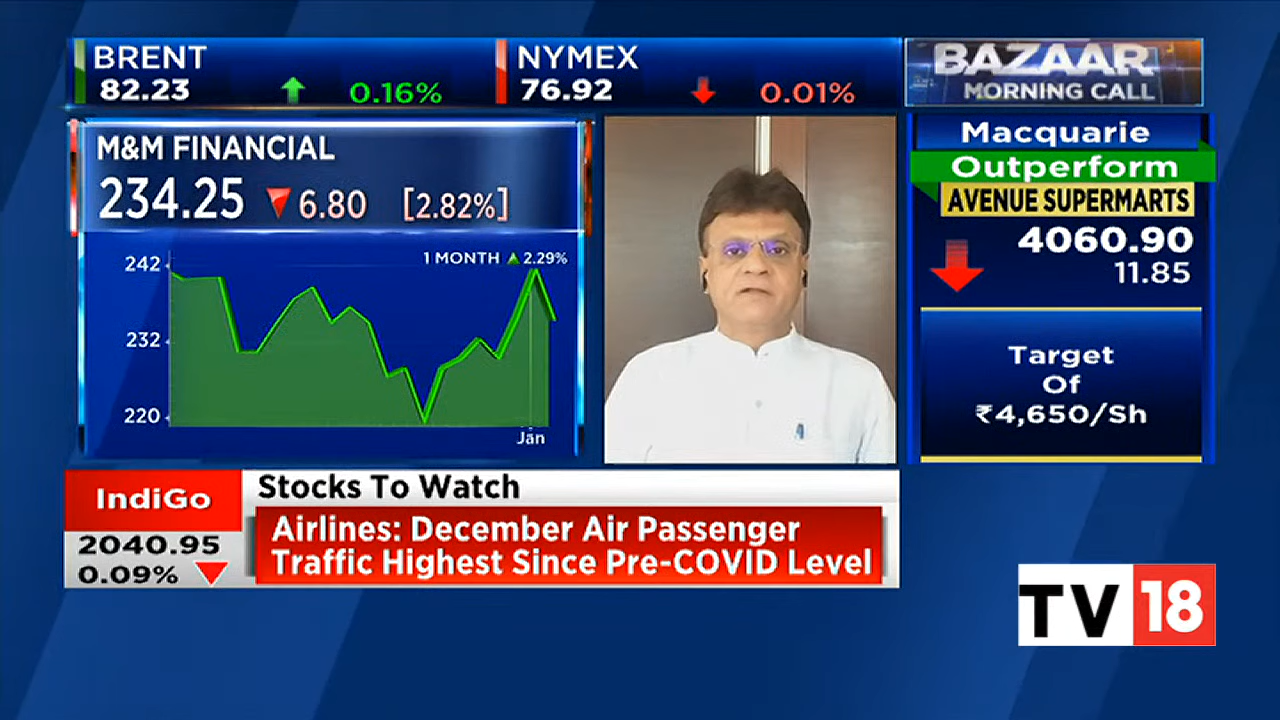 BRENT
82.23 0.16%
NYMEX
76.92 0.01%
BAZAAR
MORNING CALL
M&M FINANCIAL
234.25 6.80 [2.82%]
1 MONTH 2.29%
242
232
220
Jan
Macquarie
Outperform
AVENUE SUPERMARTS
4060.90
11.85
Target
Of
₹4,650/Sh
IndiGo
2040.95
0.09%
Stocks To Watch
Airlines: December Air Passenger
Traffic Highest Since Pre-COVID Level
TV18